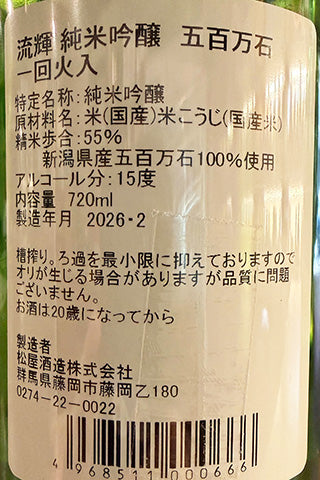 流輝 純米吟醸 五百万石
一回火入
特定名称:純米吟醸
原材料名:米(国産)米こうじ(国産米)
精米歩合:55%
新潟県産五百万石100%使用
アルコール分:15度
内容量 720ml
製造年月 2026・2
槽搾り。ろ過を最小限に抑えておりますので
オリが生じる場合がありますが品質に問題
ございません。
お酒は20歳になってから
製造者
松屋酒造株式会社
群馬県藤岡市藤岡乙180
0274-22-0022
4968511000666